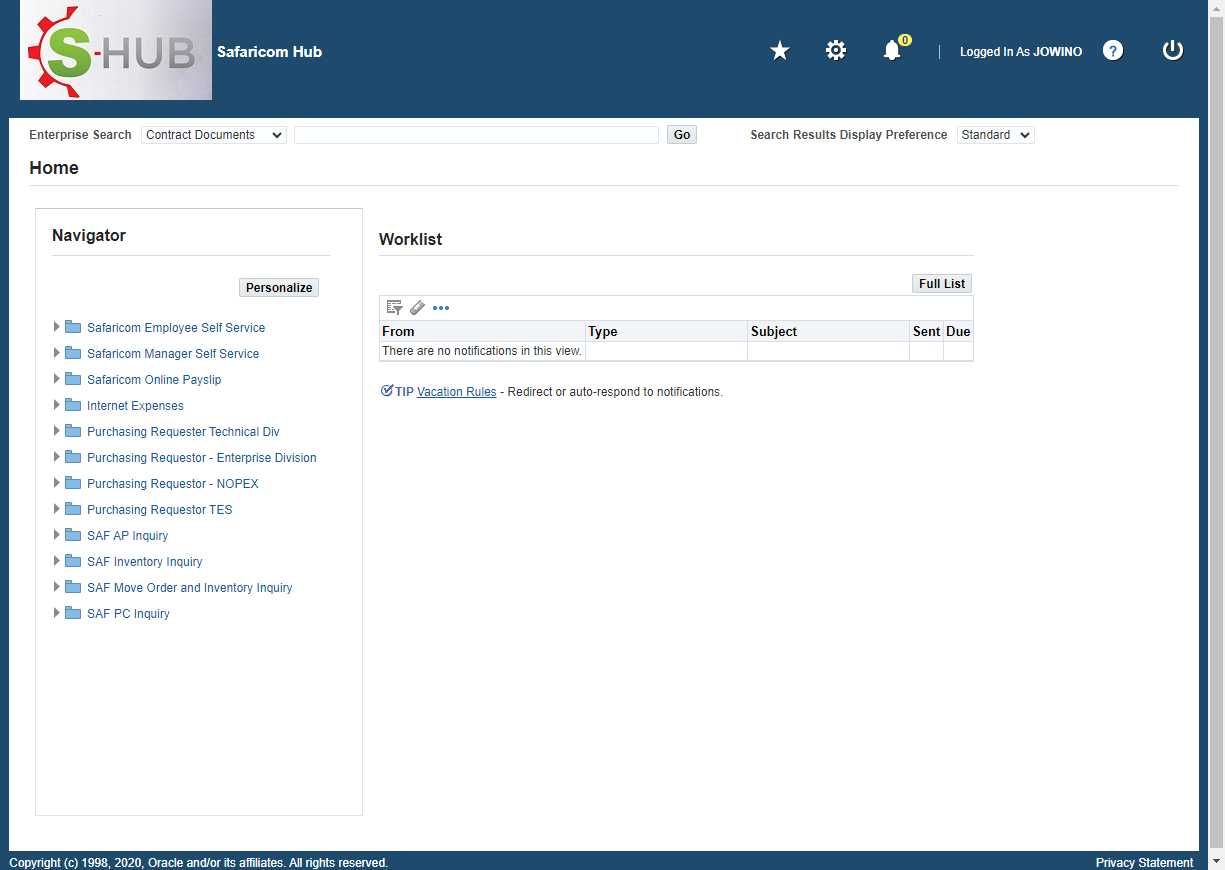 S-HUB
Safaricom Hub
0
Logged In As JOWINO
?
Enterprise Search Contract Documents Go Search Results Display Preference Standard
Home
Navigator
Personalize
Safaricom Employee Self Service
Safaricom Manager Self Service
Safaricom Online Payslip
Internet Expenses
Purchasing Requester Technical Div
Purchasing Requestor - Enterprise Division
Purchasing Requestor - NOPEX
Purchasing Requestor TES
SAF AP Inquiry
SAF Inventory Inquiry
SAF Move Order and Inventory Inquiry
SAF PC Inquiry
Worklist
Full List
From Type Subject Sent Due
There are no notifications in this view.
TIP Vacation Rules - Redirect or auto-respond to notifications.
Copyright (c) 1998, 2020, Oracle and/or its affiliates. All rights reserved.
Privacy Statement